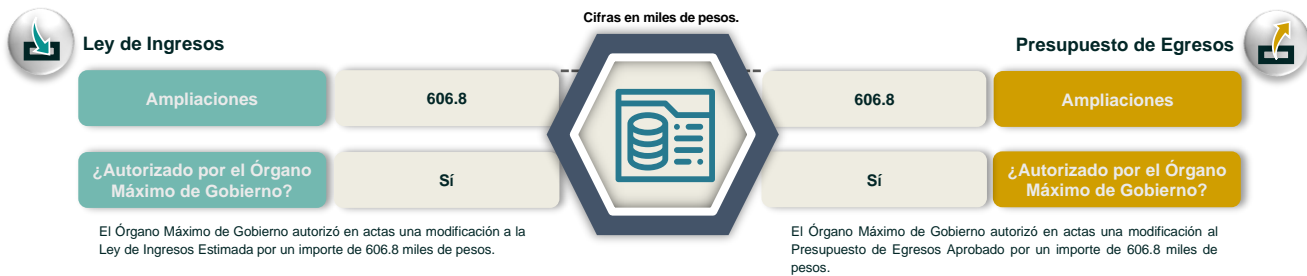 Cifras en miles de pesos.
Ley de Ingresos
Presupuesto de Egresos
Ampliaciones
606.8
606.8
Ampliaciones
¿Autorizado por el Órgano
Máximo de Gobierno?
Sí
Sí
¿Autorizado por el Órgano
Máximo de Gobierno?
El Órgano Máximo de Gobierno autorizó en actas una modificación a la
Ley de Ingresos Estimada por un importe de 606.8 miles de pesos.
El Órgano Máximo de Gobierno autorizó en actas una modificación al
Presupuesto de Egresos Aprobado por un importe de 606.8 miles de
pesos.